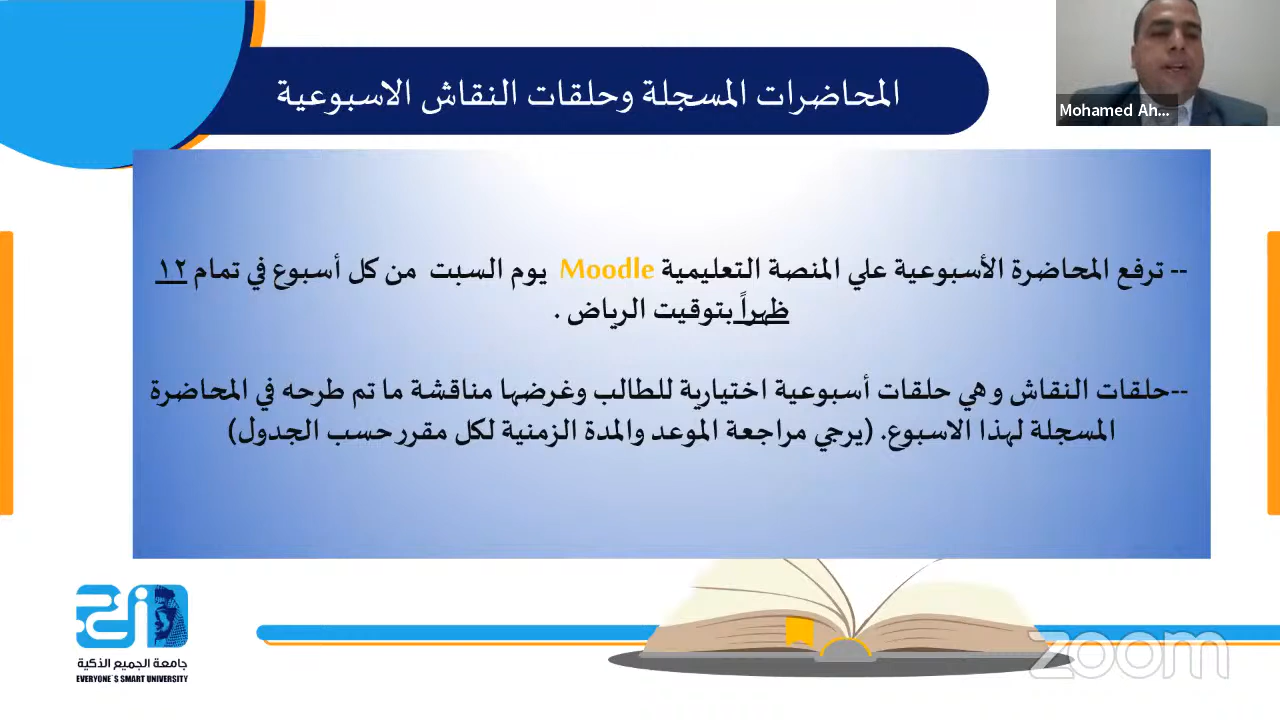 المحاضرات المسجلة وحلقات النقاش الاسبوعية
Mohamed Ah...
-- ترفع المحاضرة الأسبوعية علي المنصة التعليمية Moodle يوم السبت من كل أسبوع في تمام ١٢
ظهراً بتوقيت الرياض .
--حلقات النقاش وهي حلقات أسبوعية اختيارية للطالب وغرضها مناقشة ما تم طرحه في المحاضرة
المسجلة لهذا الاسبوع. (يرجي مراجعة الموعد والمدة الزمنية لكل مقرر حسب الجدول)
جامعة الجميع الذكية
EVERYONE`S SMART UNIVERSITY
zoom